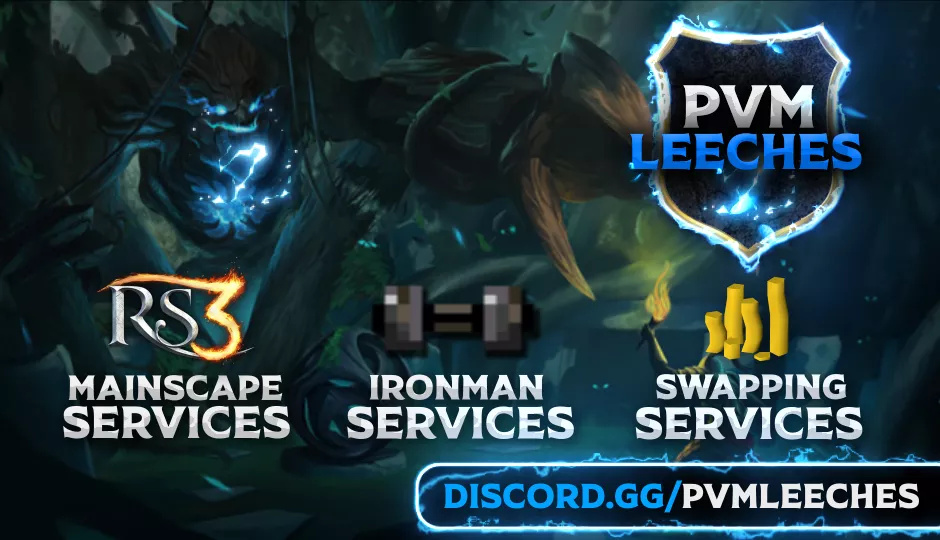 PVM
LEECHES
RS3
MAINSCAPE
SERVICES
IRONMAN
SERVICES
SWAPPING
SERVICES
DISCORD.GG/PVMLEECHES